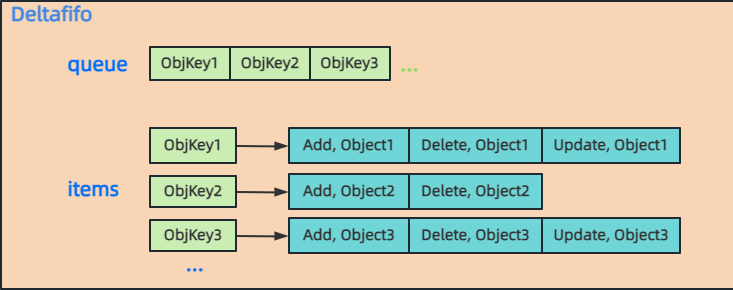 Deltafifo
queue ObjKey1 ObjKey2 ObjKey3 ...
ObjKey1 Add, Object1 Delete, Object1 Update, Object1
items ObjKey2 Add, Object2 Delete, Object2
ObjKey3 Add, Object3 Delete, Object3 Update, Object3
...